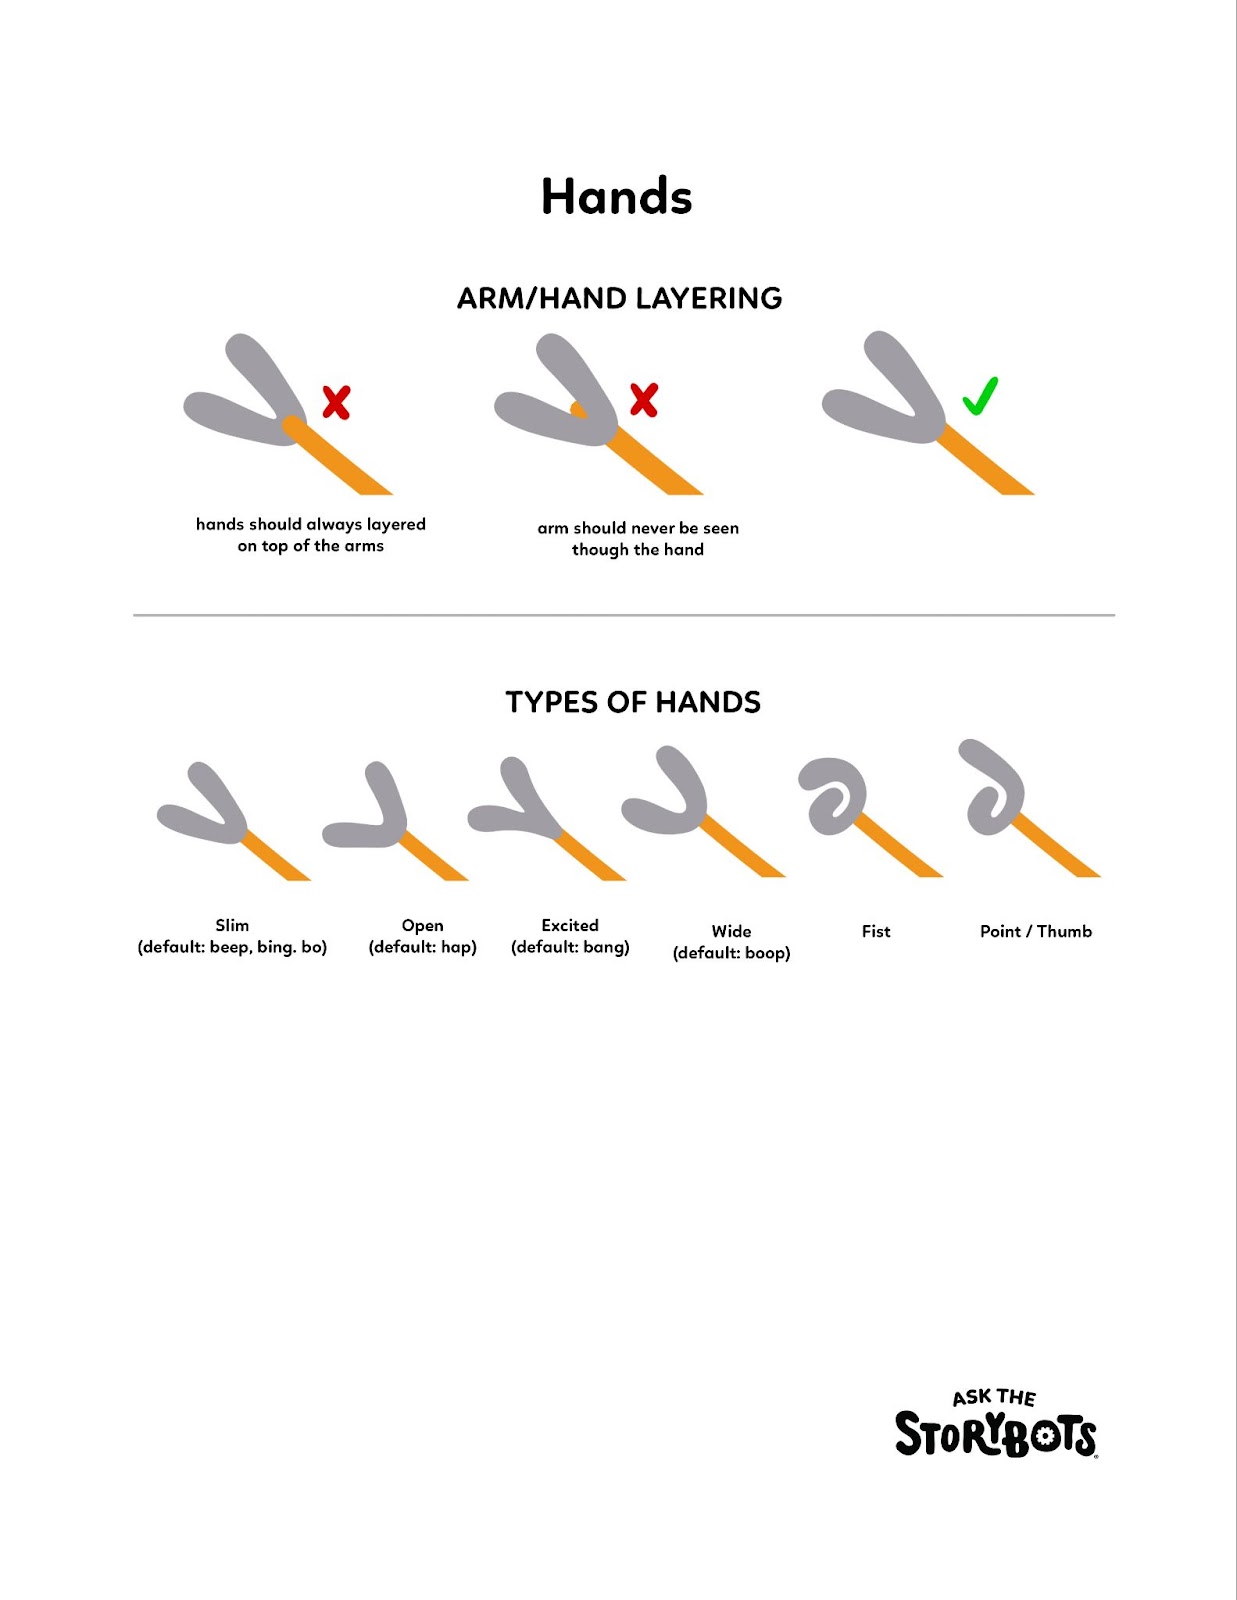 Hands
ARM/HAND LAYERING
hands should always layered
on top of the arms
arm should never be seen
though the hand
TYPES OF HANDS
Slim
(default: beep, bing. bo)
Open
(default: hap)
Excited
(default: bang)
Wide
(default: boop)
Fist
Point / Thumb
ASK THE
STORYBOTS